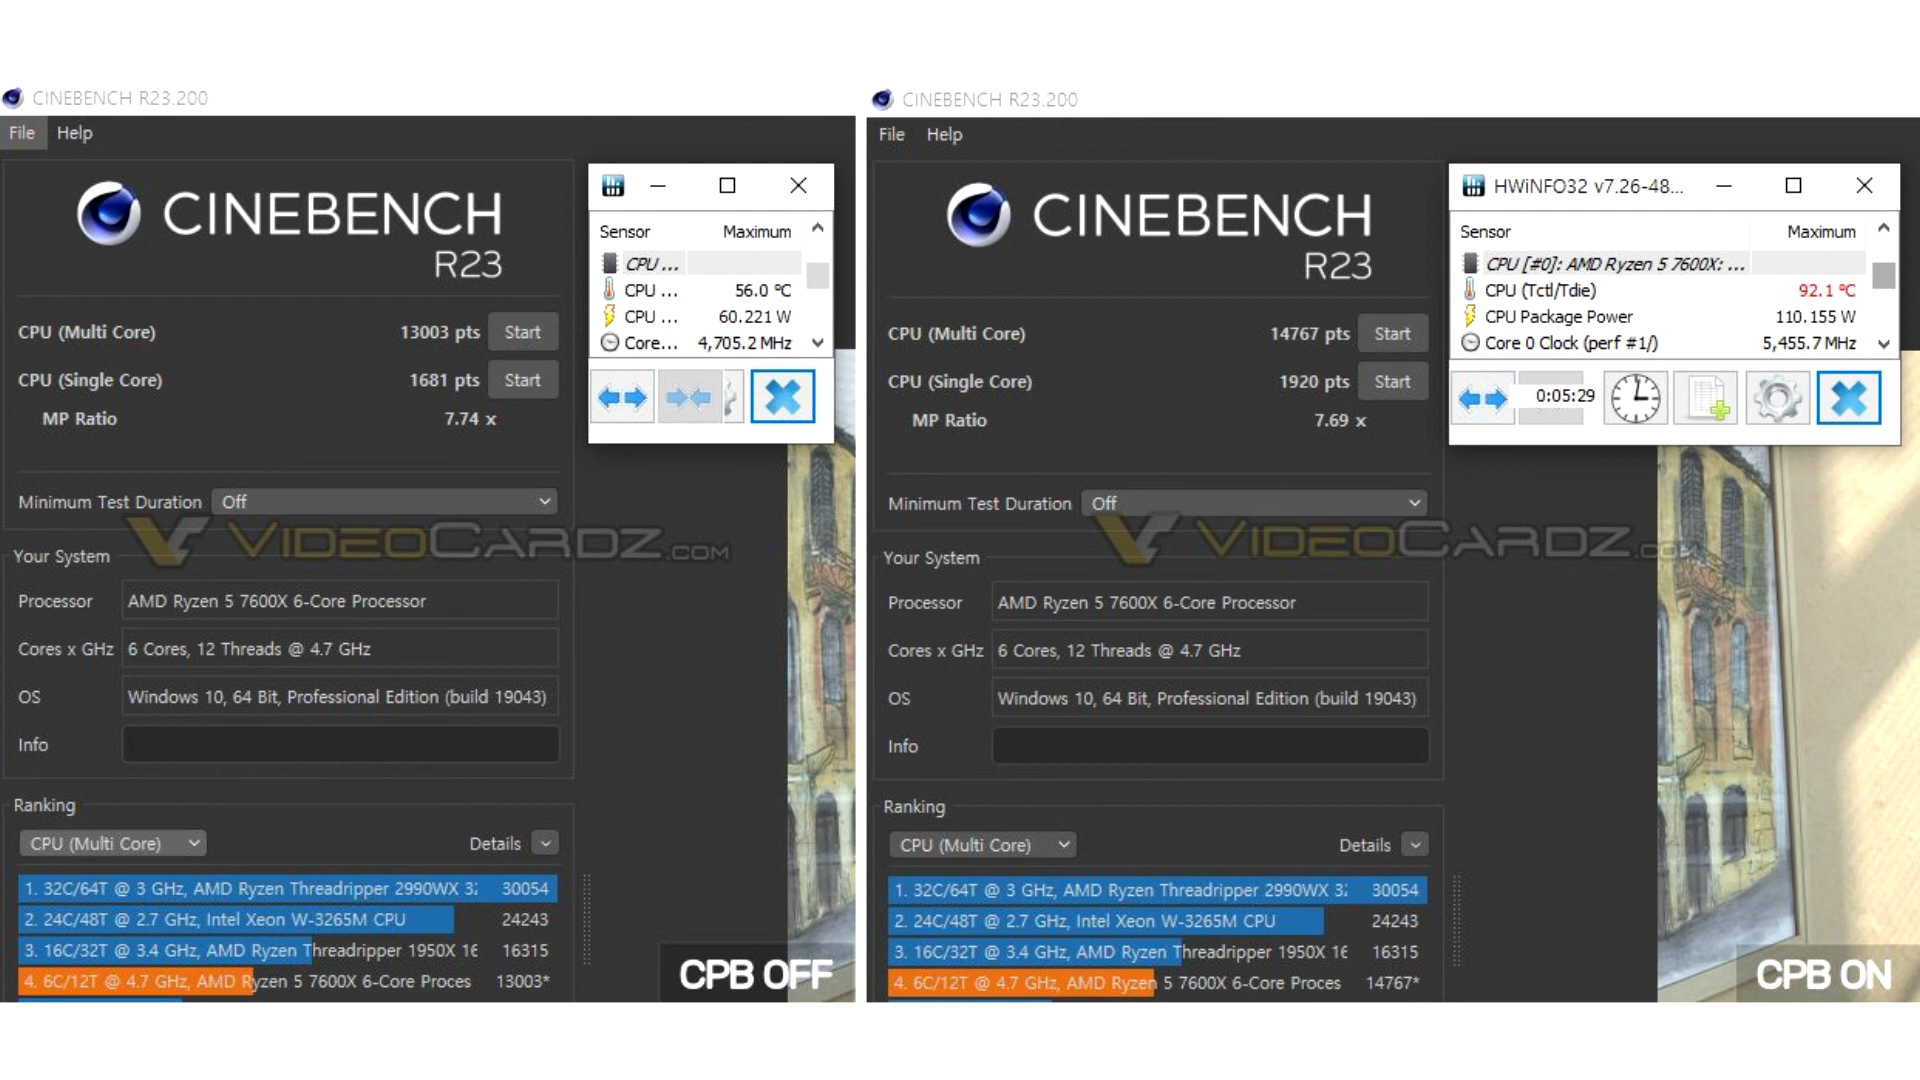 CINEBENCH R23.200
File Help
CINEBENCH
R23
CPU (Multi Core) 13003 pts Start
CPU (Single Core) 1681 pts Start
MP Ratio 7.74 x
Minimum Test Duration Off
VIDEOCARDZ.COM
Your System
Processor AMD Ryzen 5 7600X 6-Core Processor
Cores x GHz 6 Cores, 12 Threads @ 4.7 GHz
OS Windows 10, 64 Bit, Professional Edition (build 19043)
Info
Ranking
CPU (Multi Core) Details
1. 32C/64T @ 3 GHz, AMD Ryzen Threadripper 2990WX 30054
2. 24C/48T @ 2.7 GHz, Intel Xeon W-3265M CPU 24243
3. 16C/32T @ 3.4 GHz, AMD Ryzen Threadripper 1950X 16 16315
4. 6C/12T @ 4.7 GHz, AMD Ryzen 5 7600X 6-Core Proces 13003*
Sensor Maximum
CPU ...
CPU ... 56.0 °C
CPU ... 60.221 W
Core... 4,705.2 MHz
CPB OFF
CINEBENCH R23.200
File Help
CINEBENCH
R23
CPU (Multi Core) 14767 pts Start
CPU (Single Core) 1920 pts Start
MP Ratio 7.69 x
Minimum Test Duration Off
VIDEOCARDZ.CO
Your System
Processor AMD Ryzen 5 7600X 6-Core Processor
Cores x GHz 6 Cores, 12 Threads @ 4.7 GHz
OS Windows 10, 64 Bit, Professional Edition (build 19043)
Info
Ranking
CPU (Multi Core) Details
1. 32C/64T @ 3 GHz, AMD Ryzen Threadripper 2990WX 30054
2. 24C/48T @ 2.7 GHz, Intel Xeon W-3265M CPU 24243
3. 16C/32T @ 3.4 GHz, AMD Ryzen Threadripper 1950X 16 16315
4. 6C/12T @ 4.7 GHz, AMD Ryzen 5 7600X 6-Core Proces 14767*
HWiNFO32 v7.26-48...
Sensor Maximum
CPU [#0]: AMD Ryzen 5 7600X: ...
CPU (Tctl/Tdie) 92.1 °C
CPU Package Power 110.155 W
Core 0 Clock (perf #1/) 5,455.7 MHz
0:05:29
CPB ON